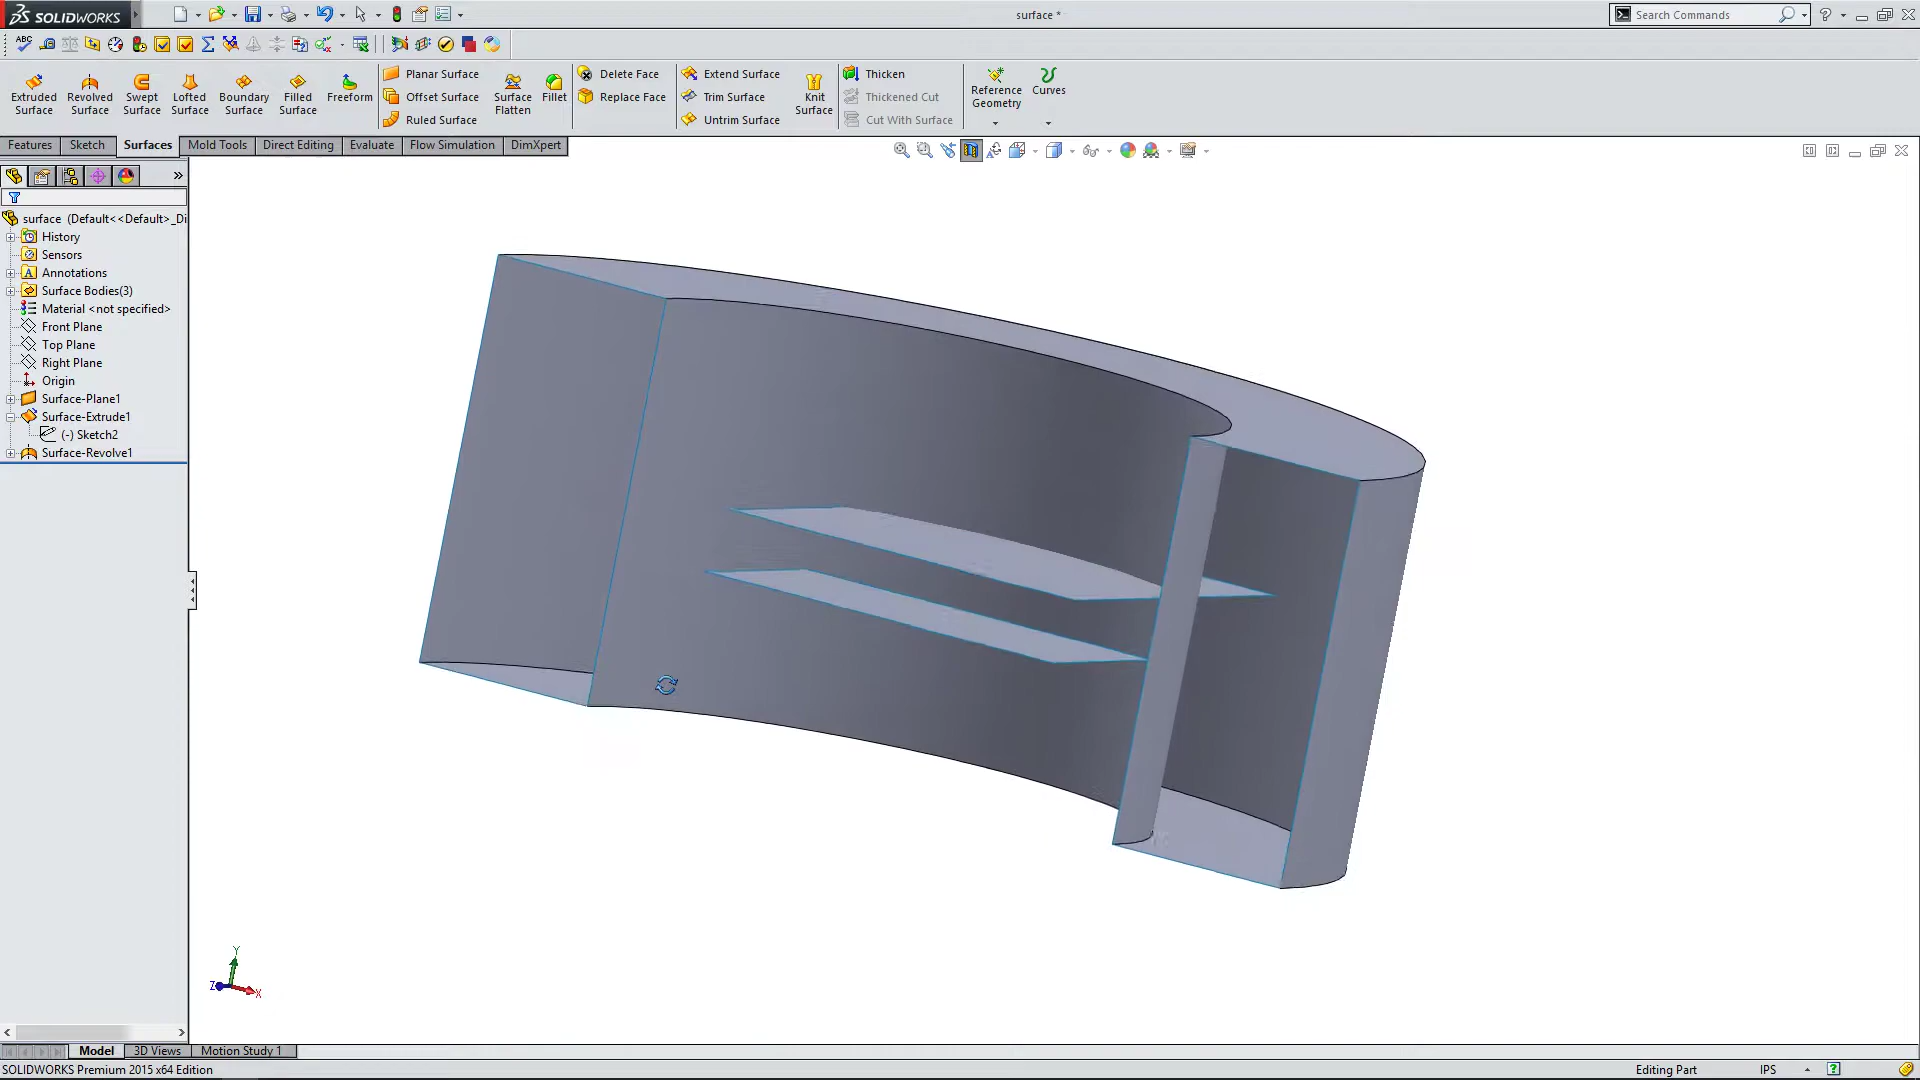 SOLIDWORKS
surface *
Search Commands
Extruded Surface
Revolved Surface
Swept Surface
Lofted Surface
Boundary Surface
Filled Surface
Freeform
Planar Surface
Offset Surface
Ruled Surface
Surface Flatten
Fillet
Delete Face
Replace Face
Extend Surface
Trim Surface
Untrim Surface
Knit Surface
Thicken
Thickened Cut
Cut With Surface
Reference Geometry
Curves
Features
Sketch
Surfaces
Mold Tools
Direct Editing
Evaluate
Flow Simulation
DimXpert
surface (Default<<Default>_Di
History
Sensors
Annotations
Surface Bodies(3)
Material <not specified>
Front Plane
Top Plane
Right Plane
Origin
Surface-Plane1
Surface-Extrude1
(-) Sketch2
Surface-Revolve1
Y
Z
X
Model
3D Views
Motion Study 1
SOLIDWORKS Premium 2015 x64 Edition
Editing Part
IPS